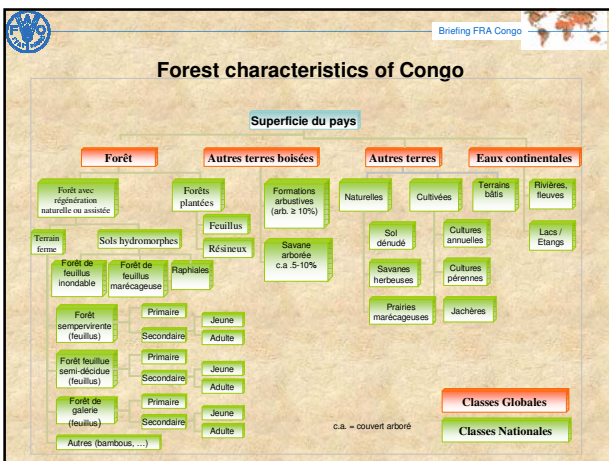 Briefing FRA Congo
Forest characteristics of Congo
Superficie du pays
Forêt
Autres terres boisées
Autres terres
Eaux continentales
Forêt avec
régénération
naturelle ou assistée
Forêts
plantées
Formations
arbustives
(arb. ≥ 10%)
Naturelles
Cultivées
Terrains
bâtis
Rivières,
fleuves
Feuillus
Résineux
Savane
arborée
c.a .5-10%
Sol
dénudé
Cultures
annuelles
Lacs /
Etangs
Terrain
ferme
Sols hydromorphes
Forêt de
feuillus
inondable
Forêt de
feuillus
marécageuse
Raphiales
Savanes
herbeuses
Cultures
pérennes
Prairies
marécageuses
Jachères
Forêt
sempervirente
(feuillus)
Primaire
Secondaire
Jeune
Adulte
Forêt feuillue
semi-décidue
(feuillus)
Primaire
Secondaire
Jeune
Adulte
Forêt de
galerie
(feuillus)
Primaire
Secondaire
Jeune
Adulte
Autres (bambous, ...)
c.a. = couvert arboré
Classes Globales
Classes Nationales